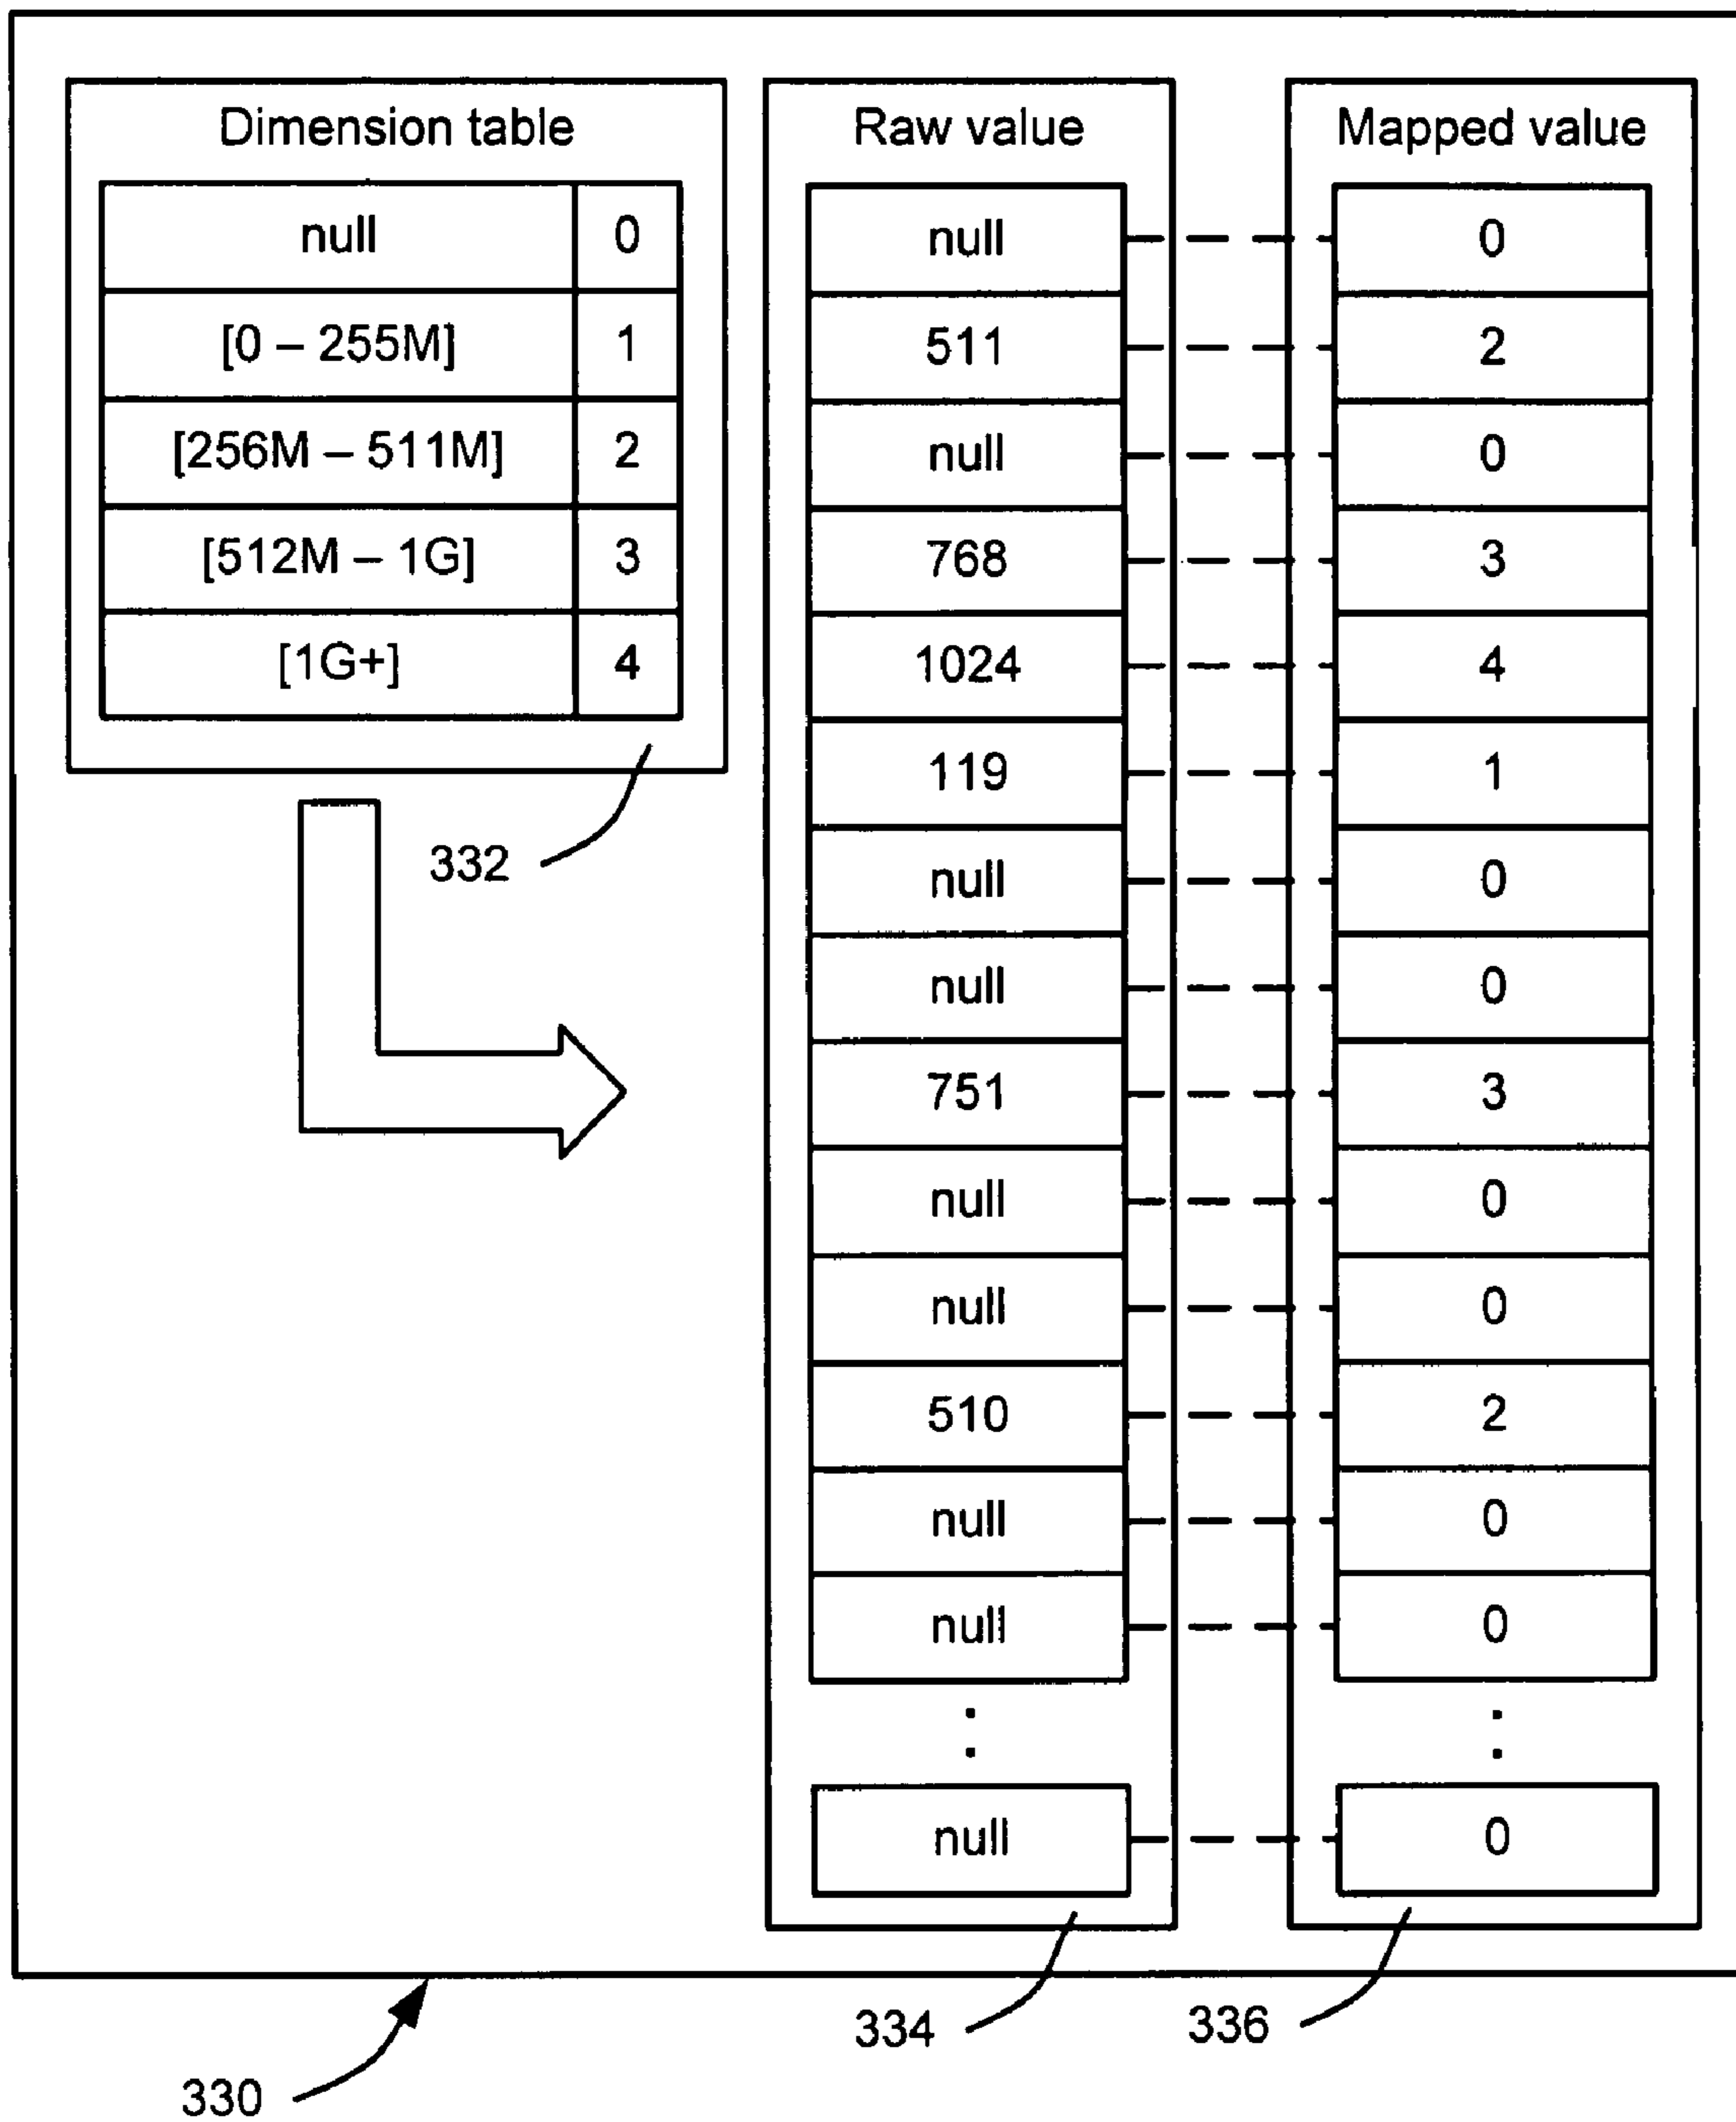 Dimension table
null 0
[0 – 255M] 1
[256M – 511M] 2
[512M – 1G] 3
[1G+] 4
332
Raw value
null
511
null
768
1024
119
null
null
751
null
null
510
null
null
:
null
334
Mapped value
0
2
0
3
4
1
0
0
3
0
0
2
0
0
:
0
336
330